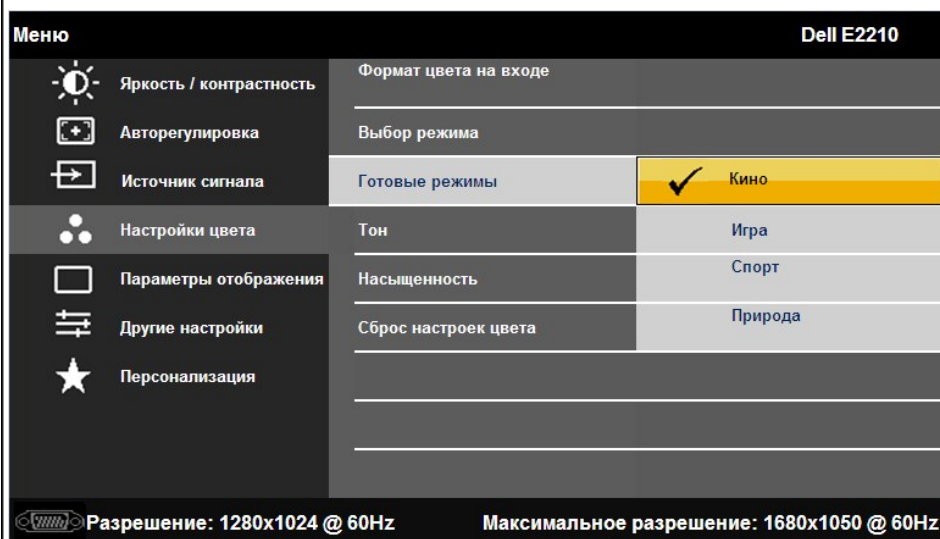 Меню
Dell E2210
Яркость / контрастность
Авторегулировка
Источник сигнала
Настройки цвета
Параметры отображения
Другие настройки
Персонализация
Формат цвета на входе
Выбор режима
Готовые режимы
Тон
Насыщенность
Сброс настроек цвета
Кино
Игра
Спорт
Природа
Разрешение: 1280x1024 @ 60Hz
Максимальное разрешение: 1680x1050 @ 60Hz